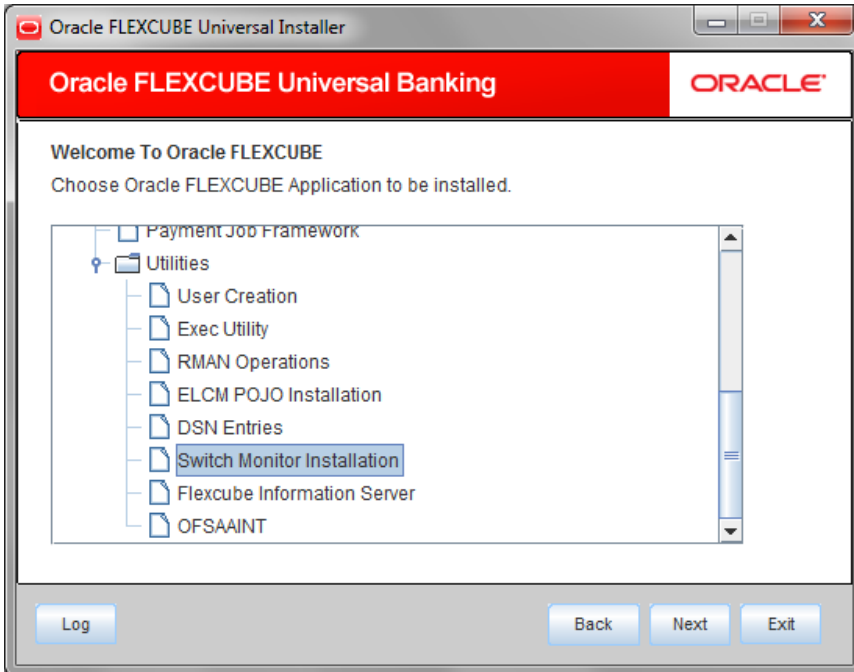 Oracle FLEXCUBE Universal Installer
Oracle FLEXCUBE Universal Banking
ORACLE
Welcome To Oracle FLEXCUBE
Choose Oracle FLEXCUBE Application to be installed.
Payment Job Framework
Utilities
User Creation
Exec Utility
RMAN Operations
ELCM POJO Installation
DSN Entries
Switch Monitor Installation
Flexcube Information Server
OFSAAINT
Log
Back
Next
Exit